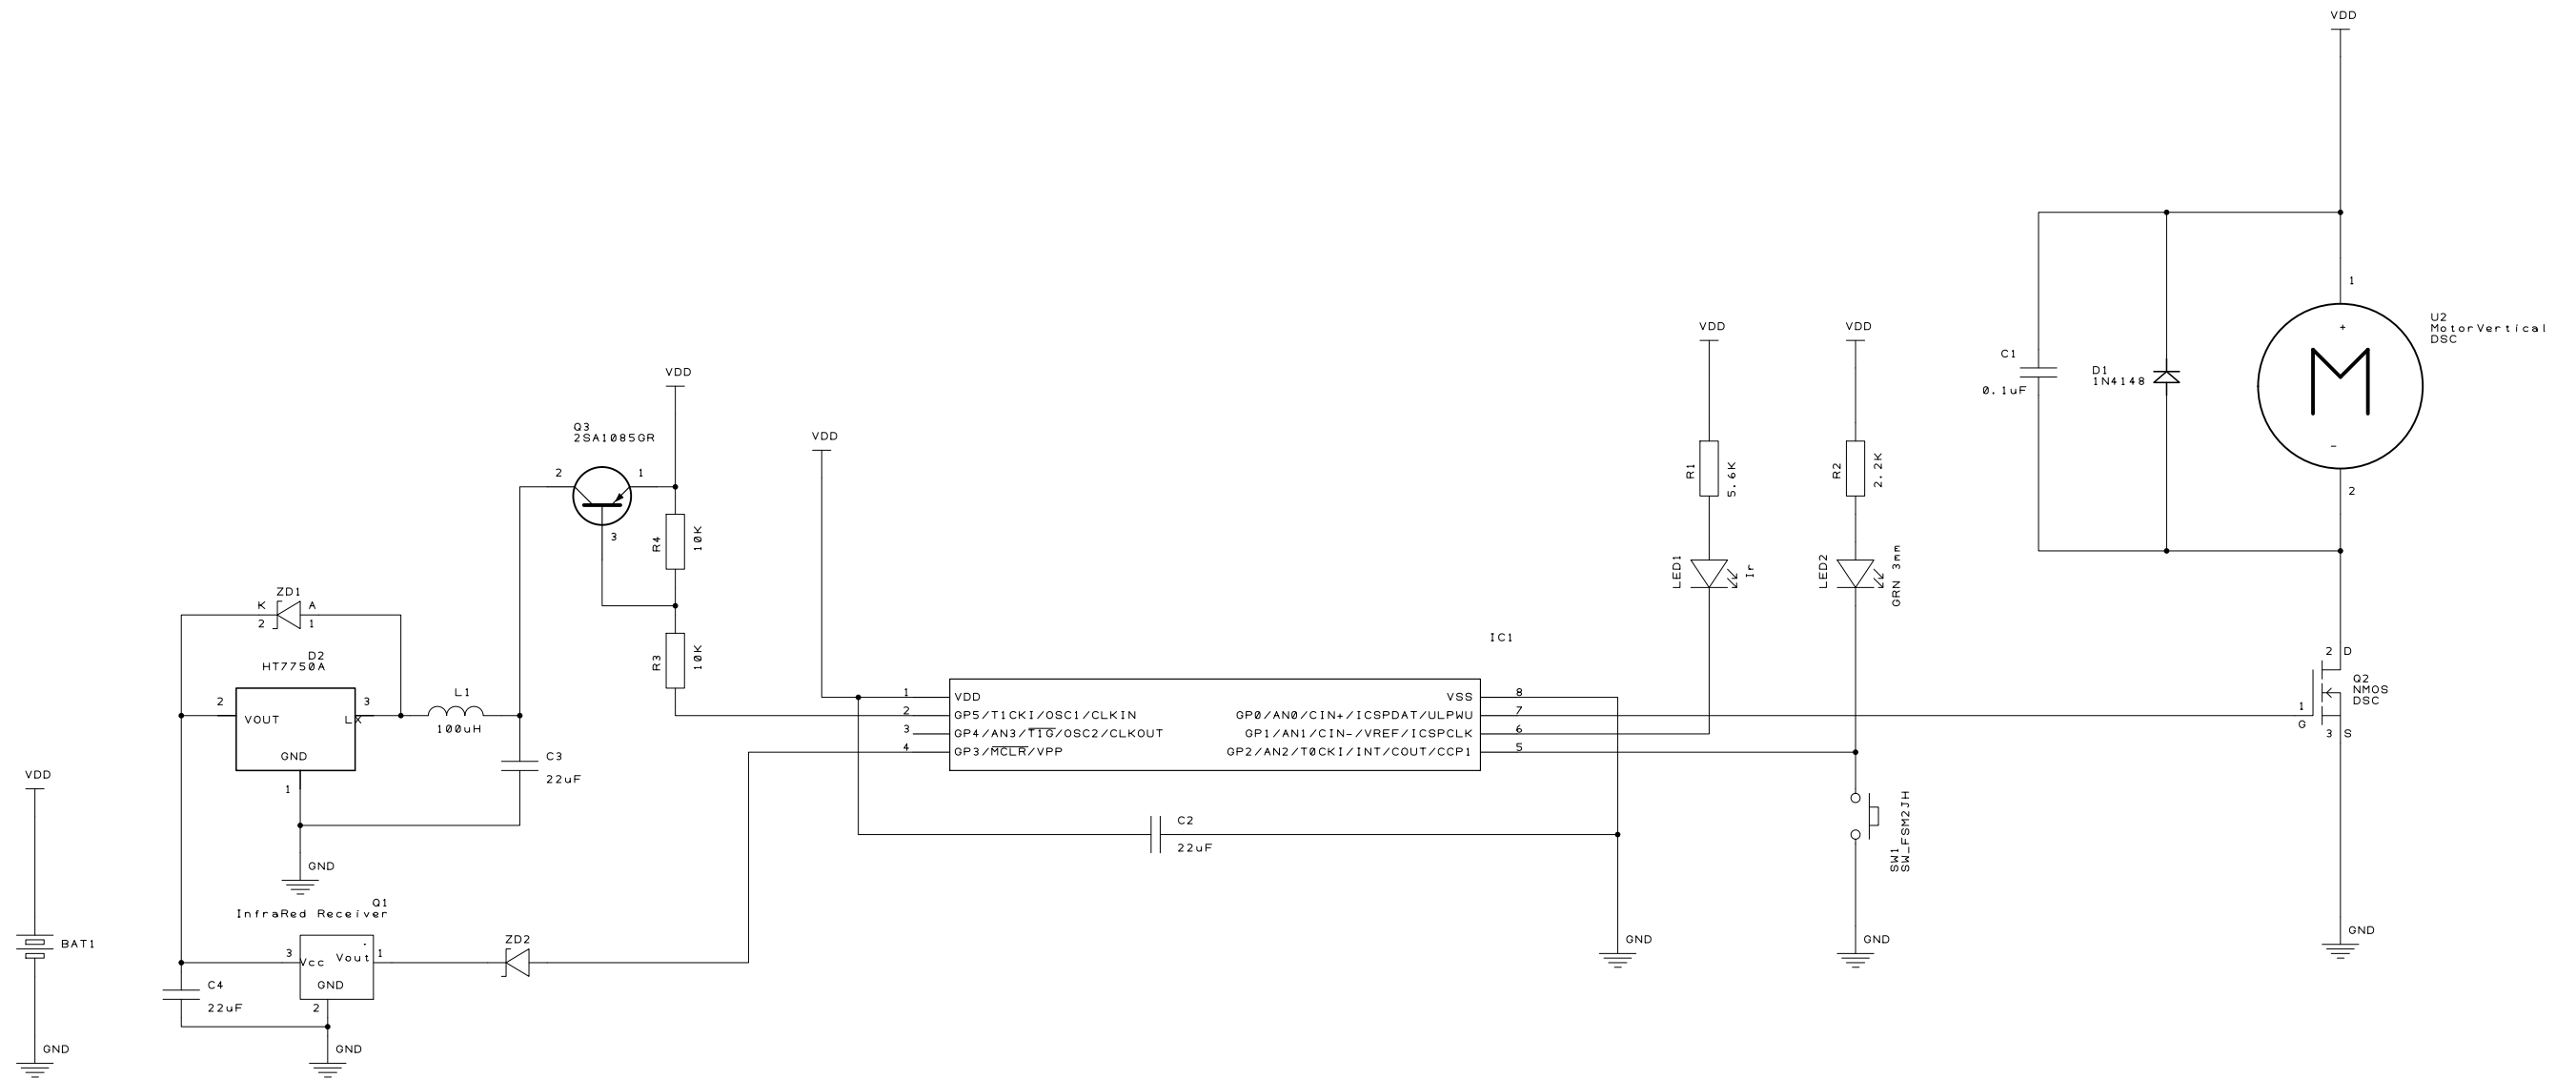 VDD
VDD
VDD
VDD
VDD
VDD
1
+
M
-
2
U2
MotorVertical
DSC
C1
0.1uF
D1
1N4148
Q3
2SA1085GR
2
1
3
R4
10K
R3
10K
R1
5.6K
R2
2.2K
LED1
Ir
LED2
GRN 3mm
ZD1
K
A
2
1
D2
HT7750A
2
3
VOUT
LX
GND
1
L1
100uH
C3
22uF
GND
IC1
1
VDD
2
GP5/T1CKI/OSC1/CLKIN
3
GP4/AN3/T1G/OSC2/CLKOUT
4
GP3/MCLR/VPP
VSS
8
GP0/AN0/CIN+/ICSPDAT/ULPWU
7
GP1/AN1/CIN-/VREF/ICSPCLK
6
GP2/AN2/T0CKI/INT/COUT/CCP1
5
C2
22uF
GND
SW1
SW_FSM2JH
GND
2
D
1
G
3
S
Q2
NMOS
DSC
GND
Q1
InfraRed Receiver
3
Vcc
Vout
1
GND
2
ZD2
C4
22uF
GND
BAT1
GND